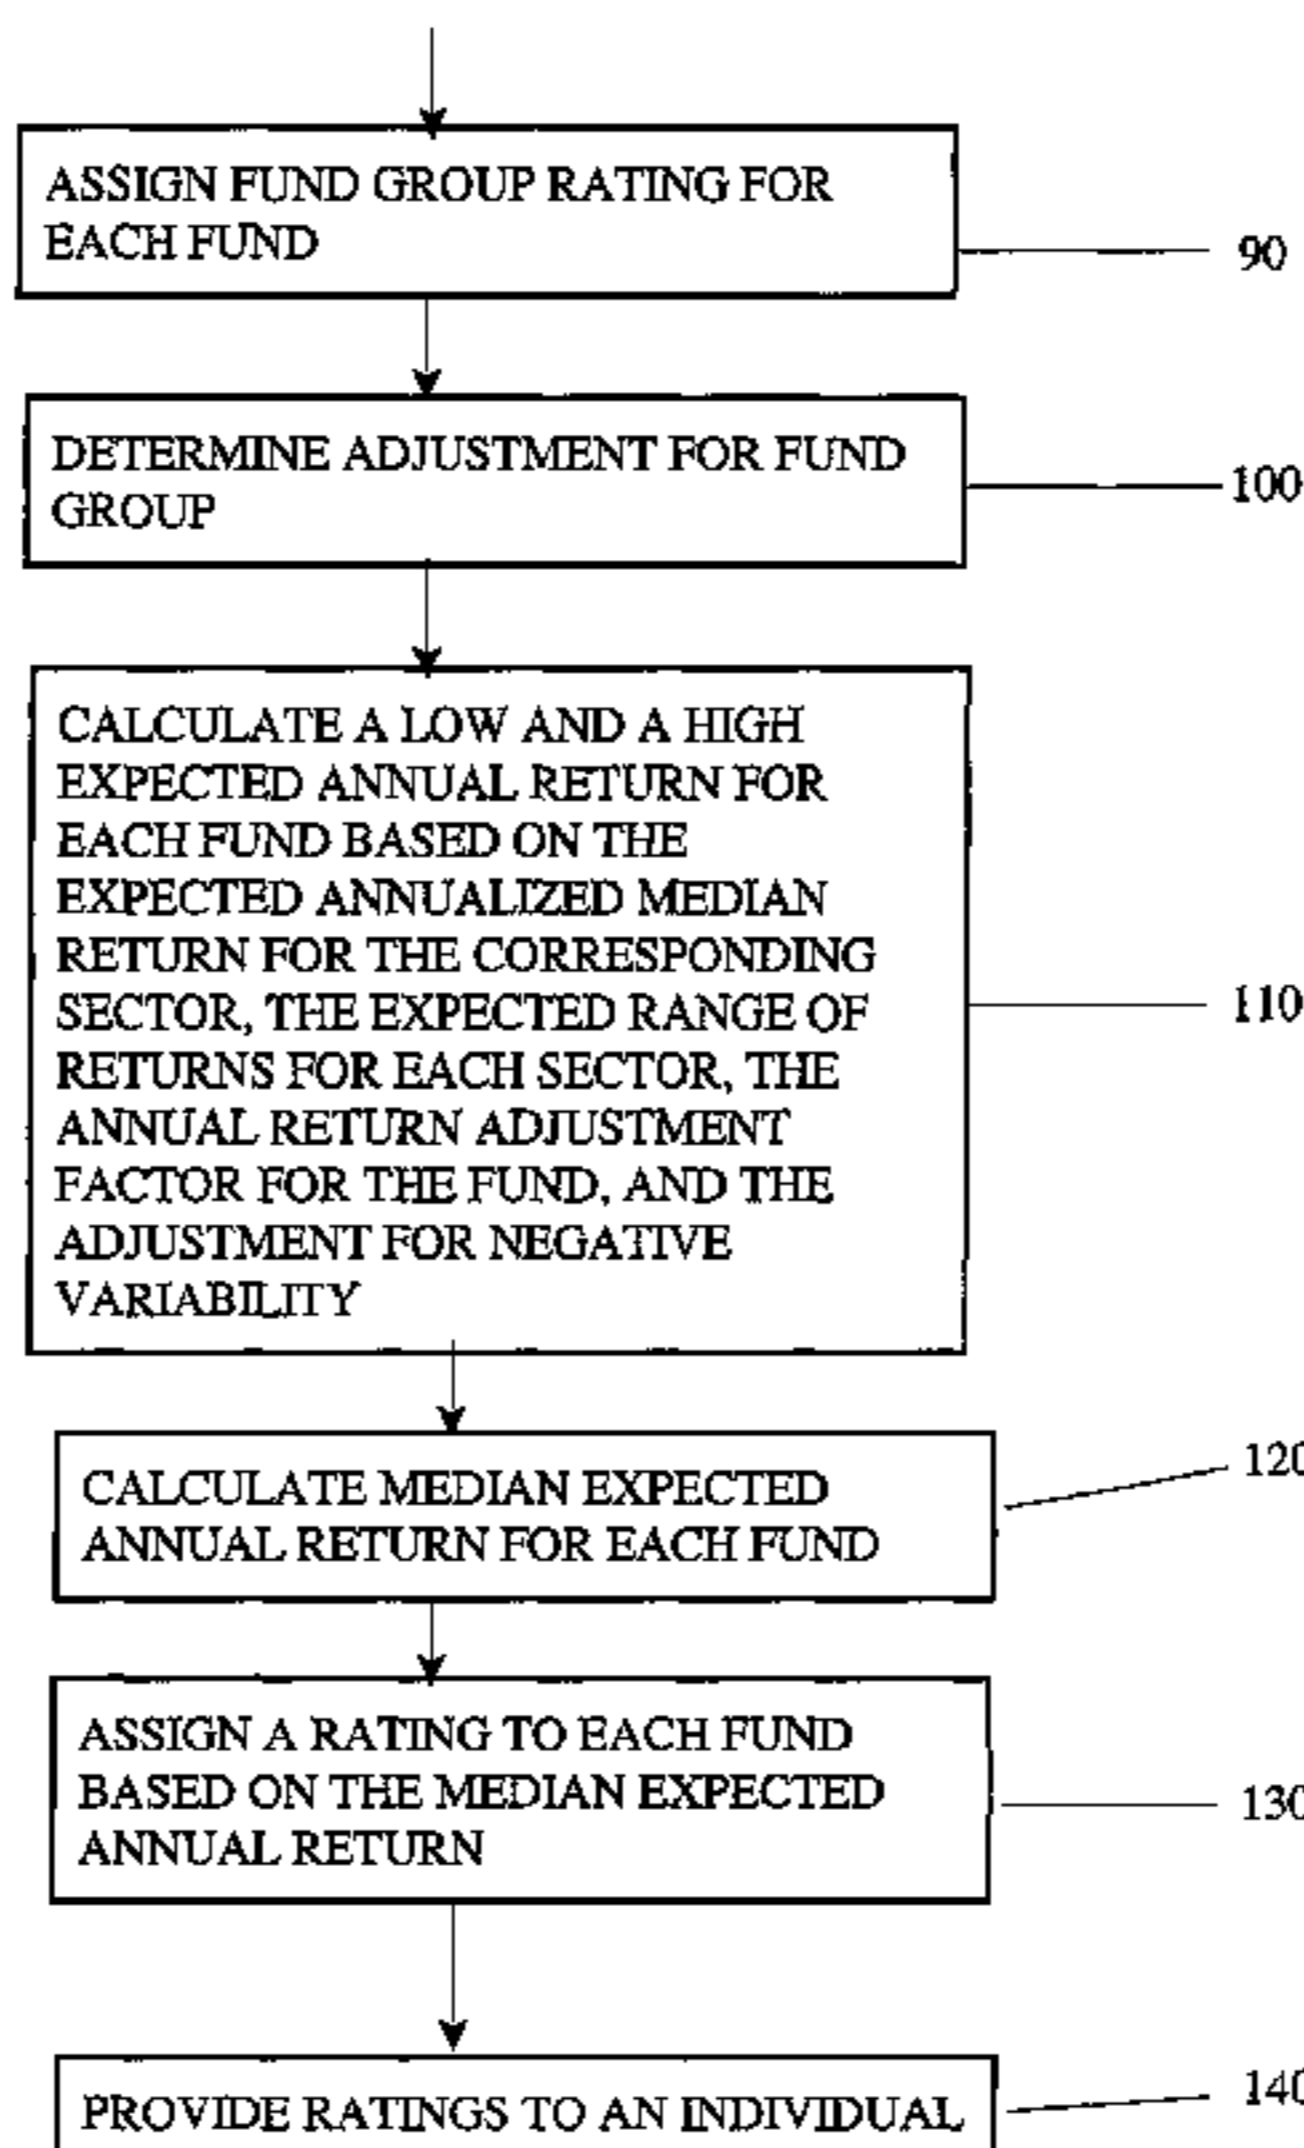 ASSIGN FUND GROUP RATING FOR
EACH FUND
90
DETERMINE ADJUSTMENT FOR FUND
GROUP
100
CALCULATE A LOW AND A HIGH
EXPECTED ANNUAL RETURN FOR
EACH FUND BASED ON THE
EXPECTED ANNUALIZED MEDIAN
RETURN FOR THE CORRESPONDING
SECTOR, THE EXPECTED RANGE OF
RETURNS FOR EACH SECTOR, THE
ANNUAL RETURN ADJUSTMENT
FACTOR FOR THE FUND, AND THE
ADJUSTMENT FOR NEGATIVE
VARIABILITY
110
CALCULATE MEDIAN EXPECTED
ANNUAL RETURN FOR EACH FUND
120
ASSIGN A RATING TO EACH FUND
BASED ON THE MEDIAN EXPECTED
ANNUAL RETURN
130
PROVIDE RATINGS TO AN INDIVIDUAL
140